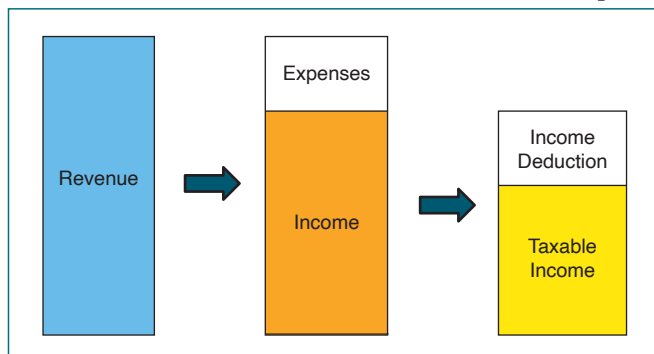 Revenue
Expenses
Income
Income
Deduction
Taxable
Income